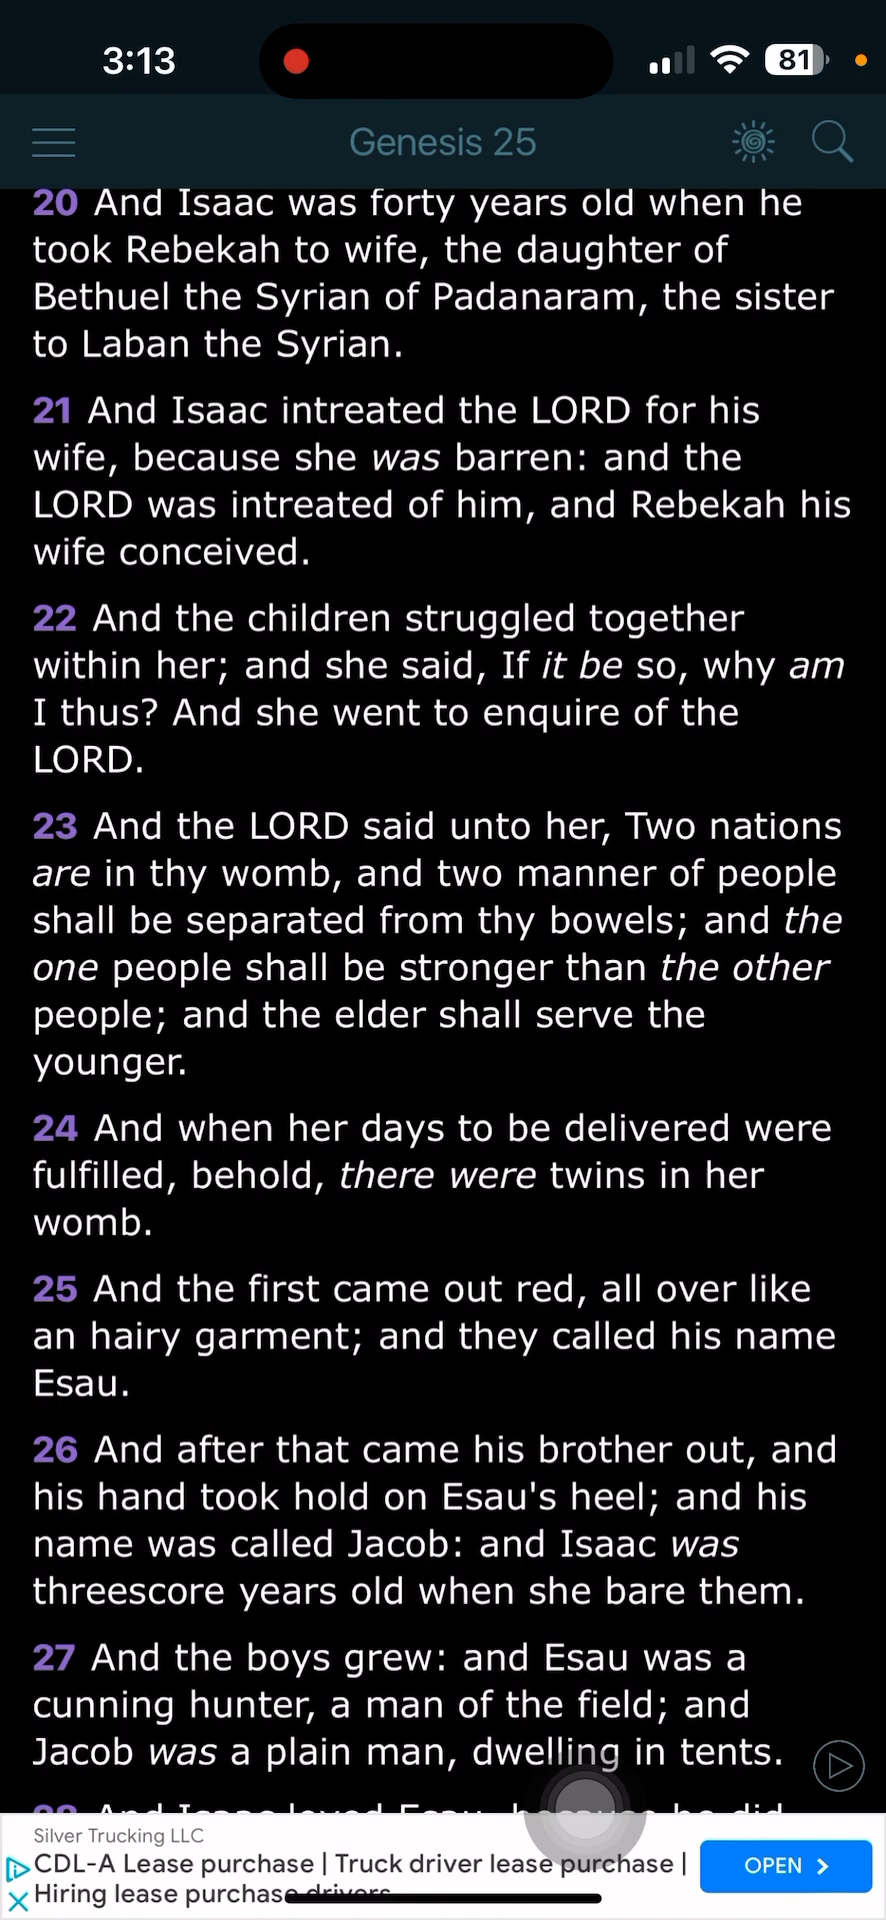 3:13
81
Genesis 25
20 And Isaac was forty years old when he
took Rebekah to wife, the daughter of
Bethuel the Syrian of Padanaram, the sister
to Laban the Syrian.
21 And Isaac intreated the LORD for his
wife, because she was barren: and the
LORD was intreated of him, and Rebekah his
wife conceived.
22 And the children struggled together
within her; and she said, If it be so, why am
I thus? And she went to enquire of the
LORD.
23 And the LORD said unto her, Two nations
are in thy womb, and two manner of people
shall be separated from thy bowels; and the
one people shall be stronger than the other
people; and the elder shall serve the
younger.
24 And when her days to be delivered were
fulfilled, behold, there were twins in her
womb.
25 And the first came out red, all over like
an hairy garment; and they called his name
Esau.
26 And after that came his brother out, and
his hand took hold on Esau's heel; and his
name was called Jacob: and Isaac was
threescore years old when she bare them.
27 And the boys grew: and Esau was a
cunning hunter, a man of the field; and
Jacob was a plain man, dwelling in tents.
28 And Isaac loved Esau, because he did
Silver Trucking LLC
CDL-A Lease purchase | Truck driver lease purchase |
Hiring lease purchase drivers
OPEN